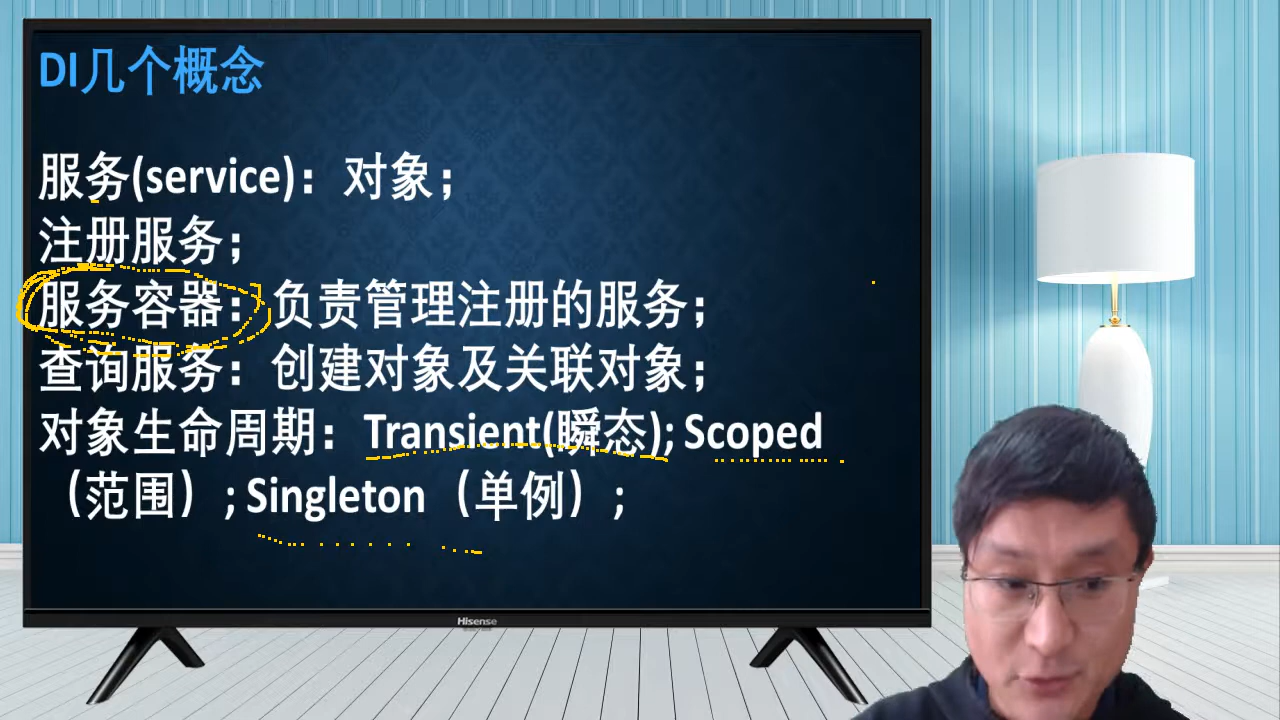 DI几个概念
服务(service)：对象；
注册服务；
服务容器：负责管理注册的服务；
查询服务：创建对象及关联对象；
对象生命周期：Transient(瞬态); Scoped
（范围）; Singleton（单例）;
Hisense